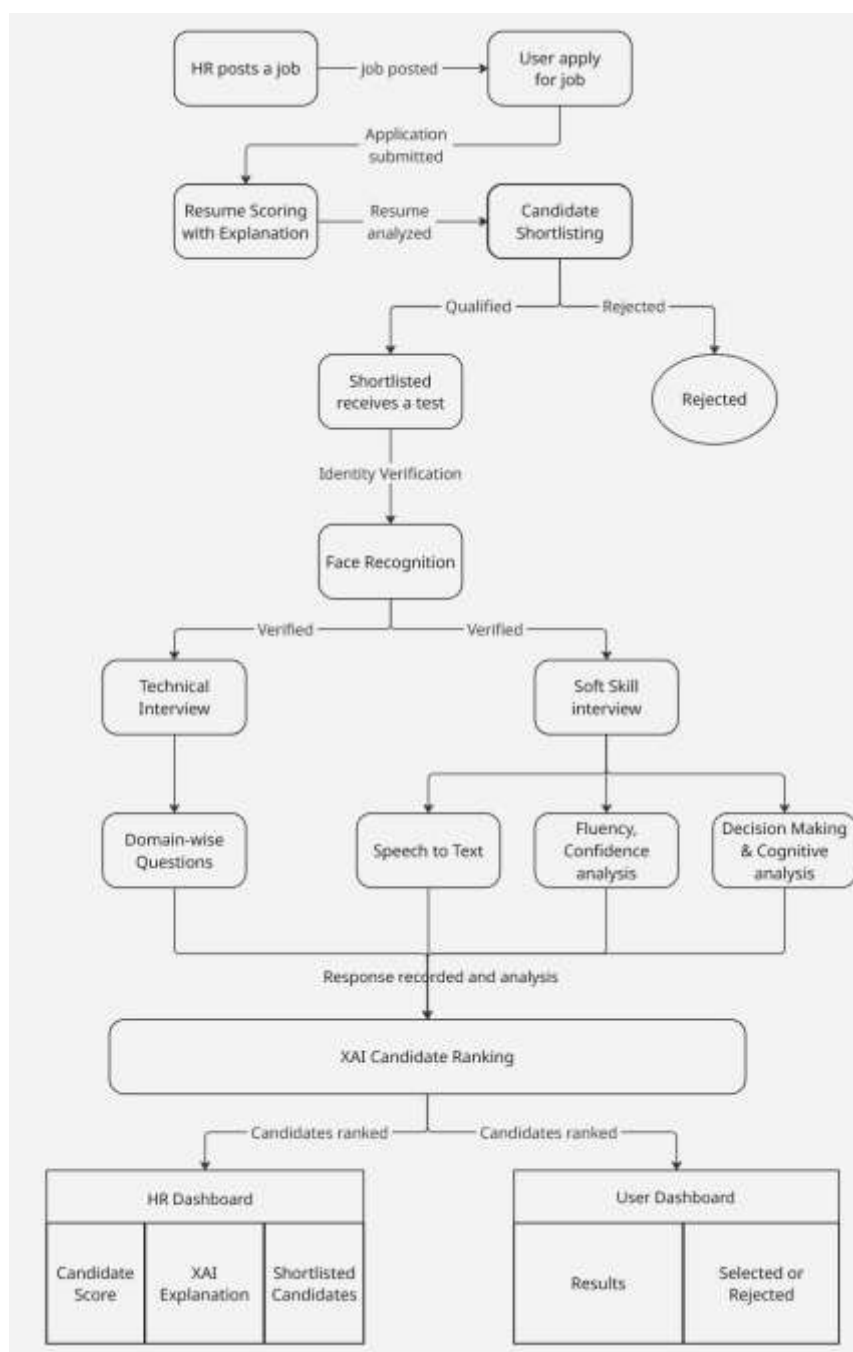 HR posts a job
job posted
User apply
for job
Application
submitted
Resume Scoring
with Explanation
Resume
analyzed
Candidate
Shortlisting
Qualified
Rejected
Shortlisted
receives a test
Rejected
Identity Verification
Face Recognition
Verified
Verified
Technical
Interview
Soft Skill
interview
Domain-wise
Questions
Speech to Text
Fluency,
Confidence
analysis
Decision Making
& Cognitive
analysis
Response recorded and analysis
XAI Candidate Ranking
Candidates ranked
Candidates ranked
HR Dashboard
Candidate
Score
XAI
Explanation
Shortlisted
Candidates
User Dashboard
Results
Selected or
Rejected